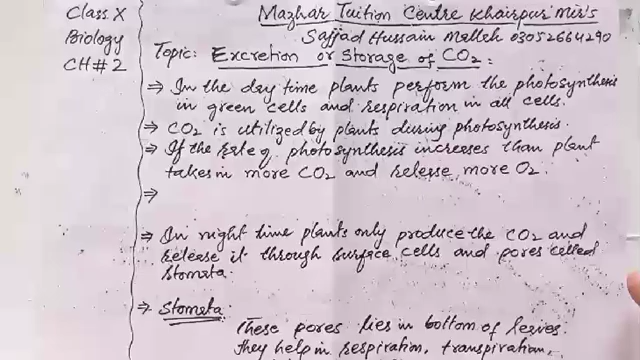 Class X
Mazhar Tuition Centre Khairpur Mir's
Biology
Sajjad Hussain Malleh 03052664290
CH#2
Topic: Excretion or Storage of CO2:
⇒ In the day time plants perform the photosynthesis
in green cells and respiration in all cells.
⇒ CO2 is utilized by plants during photosynthesis.
⇒ If the rate of photosynthesis increases than plant
takes in more CO2 and release more O2.
⇒
⇒ In night time plants only produce the CO2 and
release it through surface cells and pores called
Stomata.
⇒ Stomata:
These pores lies in bottom of leaves.
they help in respiration, transpiration,